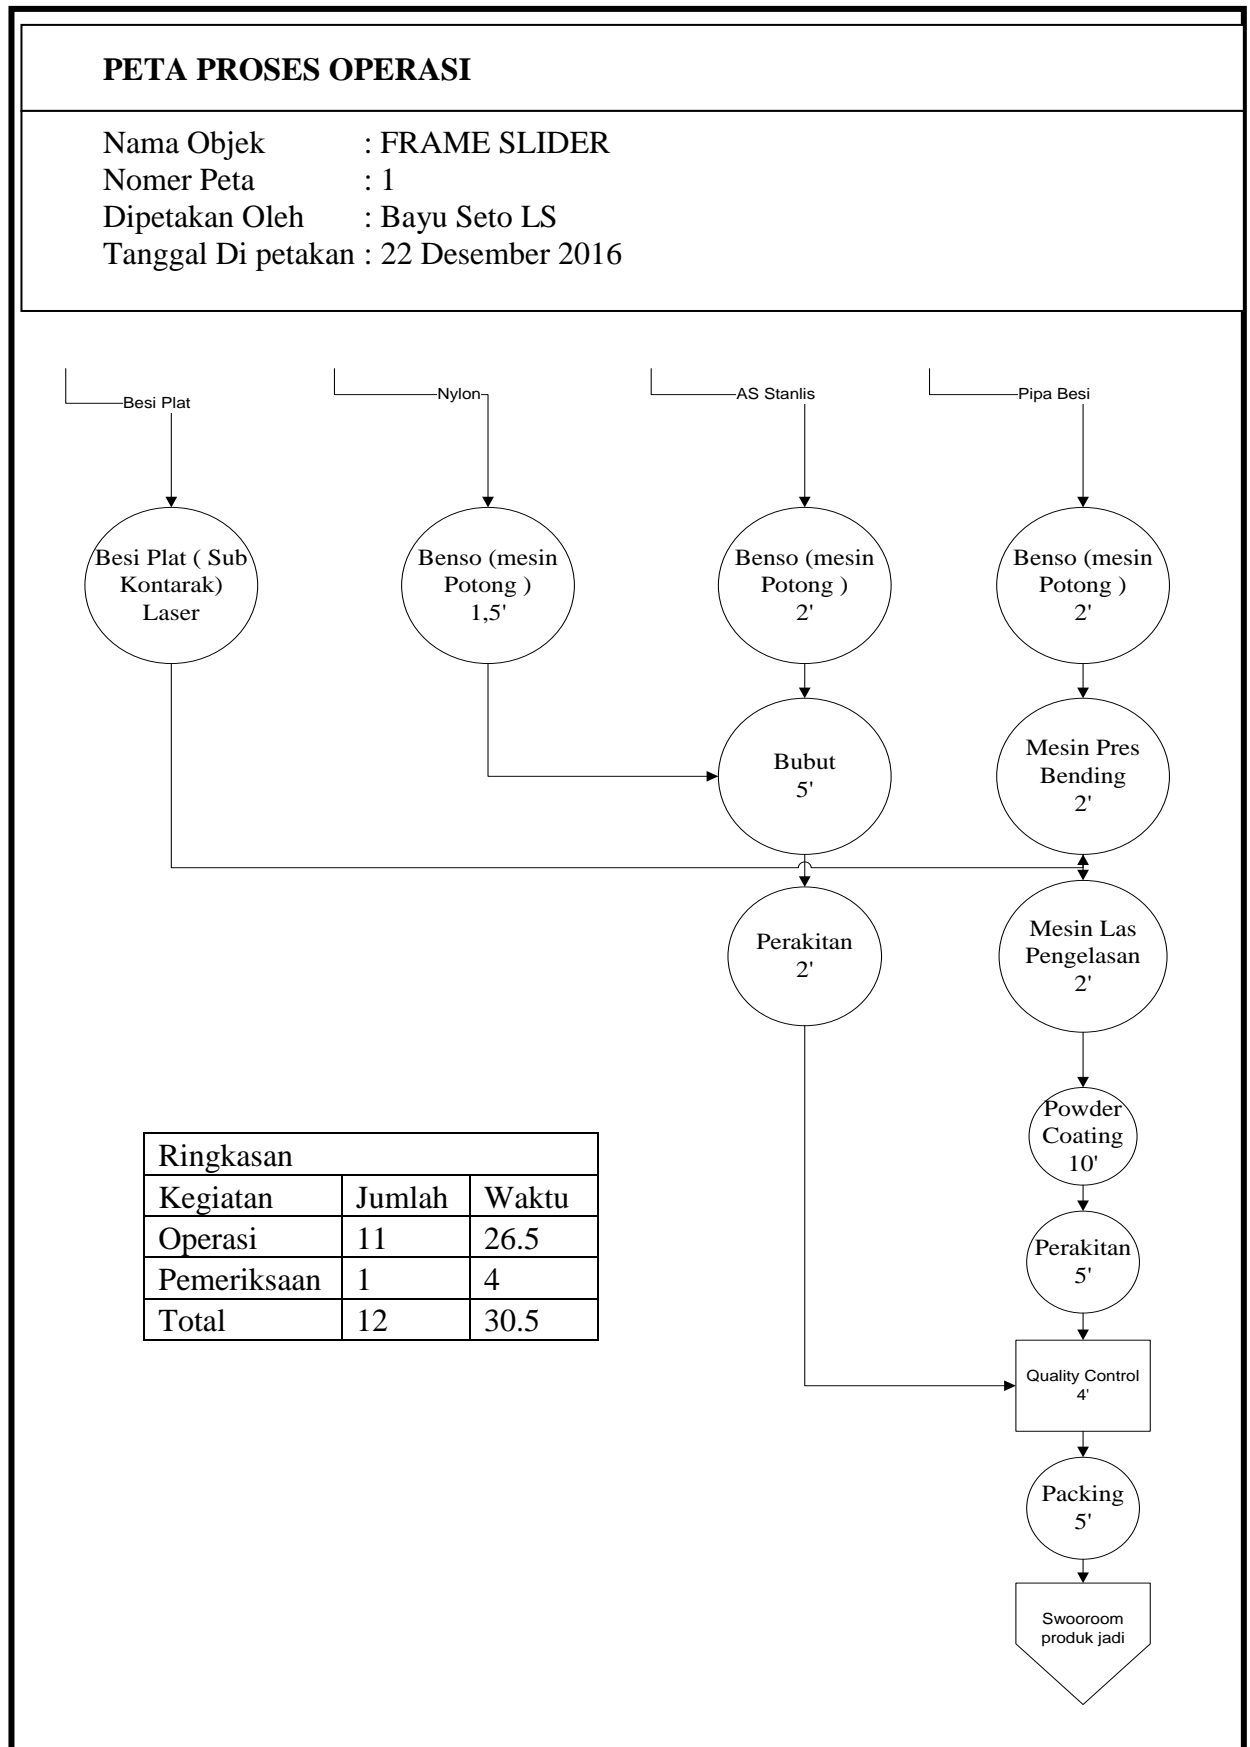 PETA PROSES OPERASI
Nama Objek : FRAME SLIDER
Nomer Peta : 1
Dipetakan Oleh : Bayu Seto LS
Tanggal Di petakan : 22 Desember 2016
Besi Plat
Nylon
AS Stanlis
Pipa Besi
Besi Plat ( Sub
Kontarak)
Laser
Benso (mesin
Potong )
1,5'
Benso (mesin
Potong )
2'
Benso (mesin
Potong )
2'
Bubut
5'
Mesin Pres
Bending
2'
Perakitan
2'
Mesin Las
Pengelasan
2'
Powder
Coating
10'
Perakitan
5'
Quality Control
4'
Packing
5'
Swooroom
produk jadi
Ringkasan
Kegiatan Jumlah Waktu
Operasi 11 26.5
Pemeriksaan 1 4
Total 12 30.5